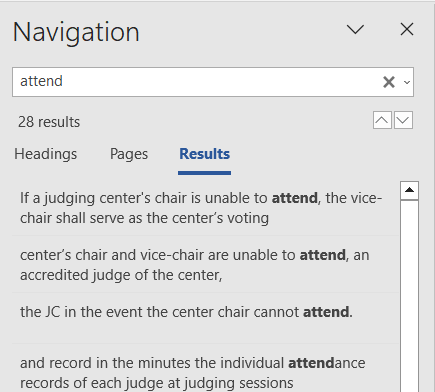 Navigation
attend
28 results
Headings Pages Results
If a judging center's chair is unable to attend, the vice-
chair shall serve as the center’s voting
center’s chair and vice-chair are unable to attend, an
accredited judge of the center,
the JC in the event the center chair cannot attend.
and record in the minutes the individual attendance
records of each judge at judging sessions